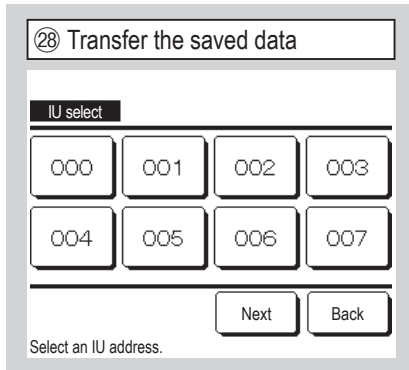 ㉘ Transfer the saved data
IU select
000 001 002 003
004 005 006 007
Next Back
Select an IU address.